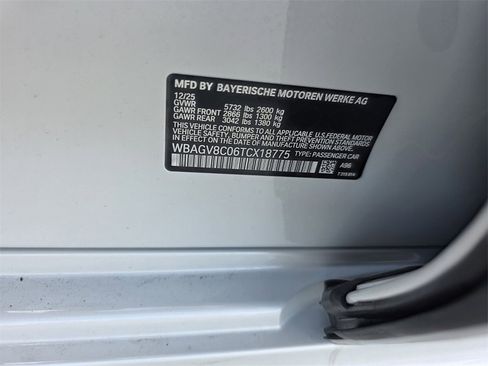 MFD BY BAYERISCHE MOTOREN WERKE AG
12/25
GVWR 5732 lbs 2600 kg
GAWR FRONT 2866 lbs 1300 kg
GAWR REAR 3042 lbs 1380 kg
THIS VEHICLE CONFORMS TO ALL APPLICABLE U.S. FEDERAL MOTOR
VEHICLE SAFETY, BUMPER AND THEFT PREVENTION STANDARDS
IN EFFECT ON THE DATE OF MANUFACTURE SHOWN ABOVE.
WBAGV8C06TCX18775 TYPE: PASSENGER CAR
A96